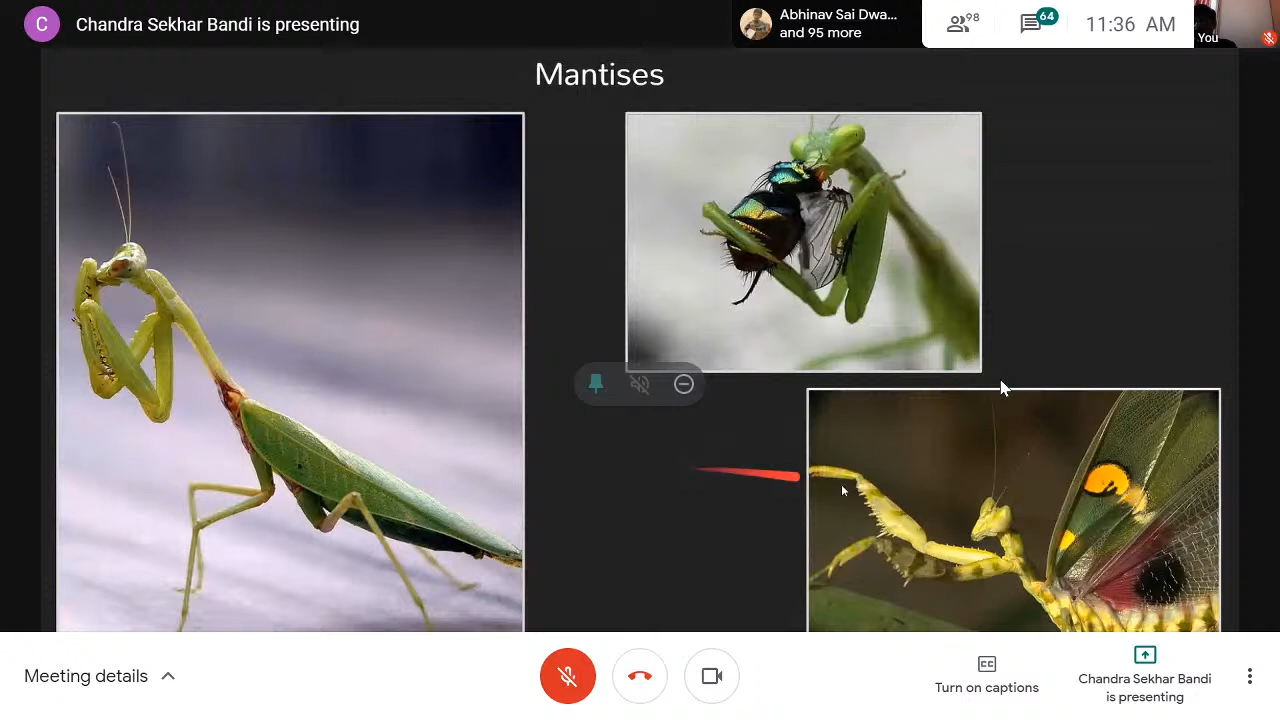 C
Chandra Sekhar Bandi is presenting
Abhinav Sai Dwa...
and 95 more
98
64
11:36 AM
You
Mantises
Meeting details
CC
Turn on captions
Chandra Sekhar Bandi
is presenting